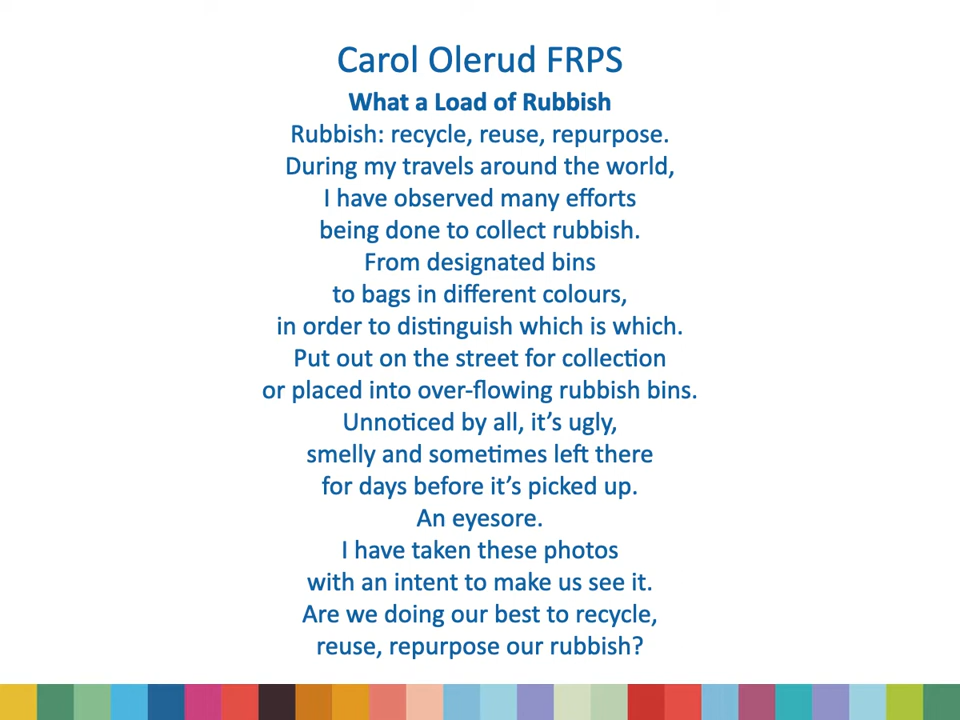 Carol Olerud FRPS
What a Load of Rubbish
Rubbish: recycle, reuse, repurpose.
During my travels around the world,
I have observed many efforts
being done to collect rubbish.
From designated bins
to bags in different colours,
in order to distinguish which is which.
Put out on the street for collection
or placed into over-flowing rubbish bins.
Unnoticed by all, it’s ugly,
smelly and sometimes left there
for days before it’s picked up.
An eyesore.
I have taken these photos
with an intent to make us see it.
Are we doing our best to recycle,
reuse, repurpose our rubbish?